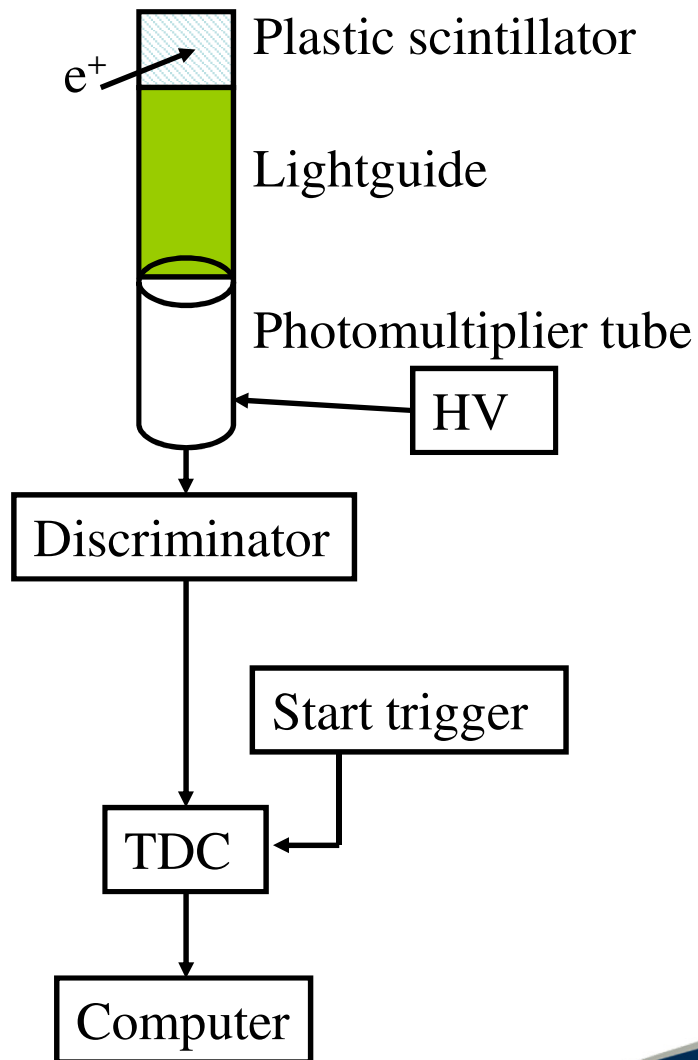 Plastic scintillator
e⁺
Lightguide
Photomultiplier tube
HV
Discriminator
Start trigger
TDC
Computer